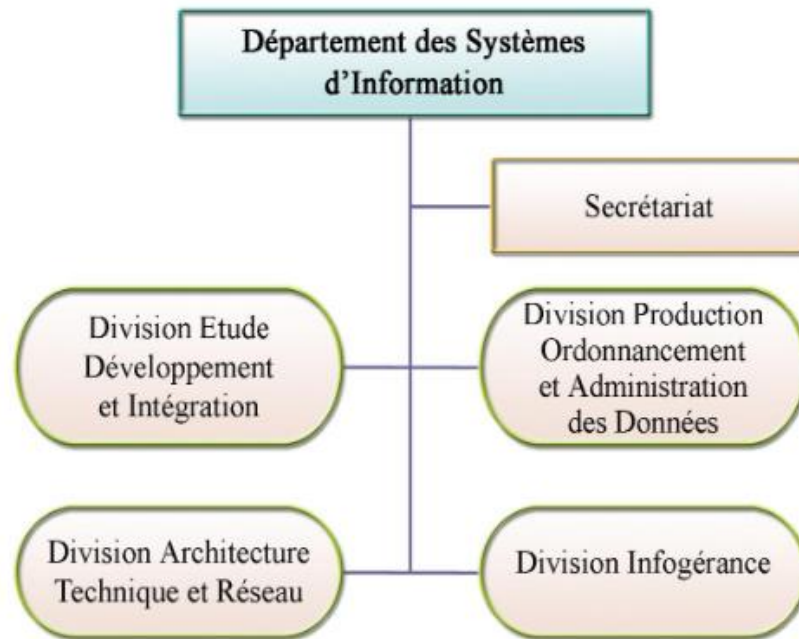 Département des Systèmes
d'Information
Secrétariat
Division Etude
Développement
et Intégration
Division Production
Ordonnancement
et Administration
des Données
Division Architecture
Technique et Réseau
Division Infogérance